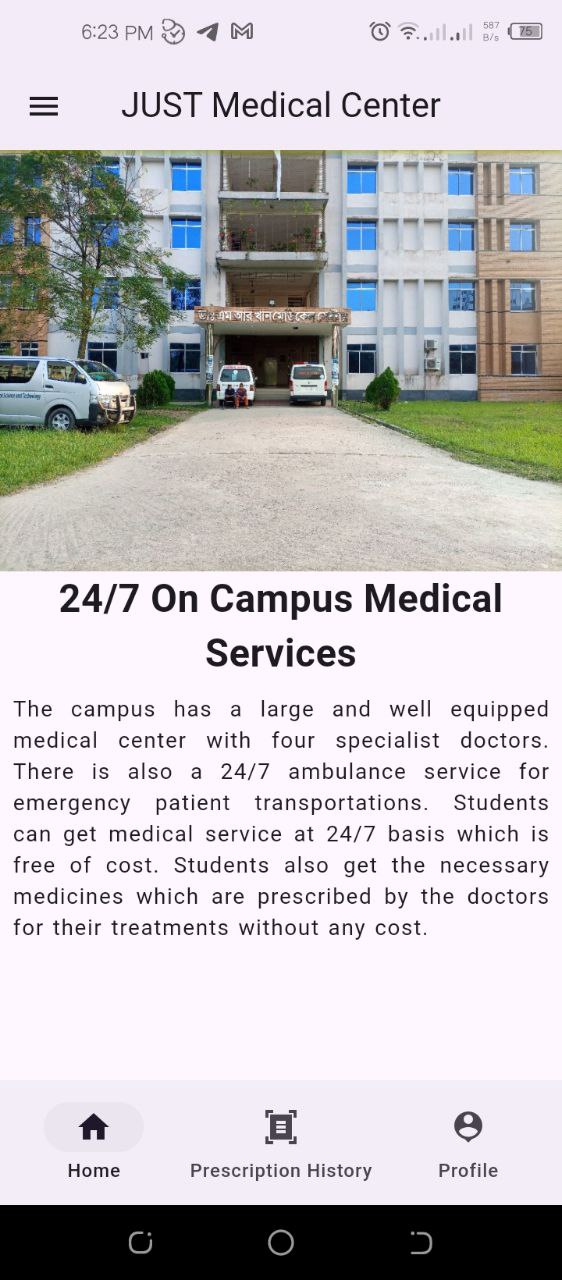 6:23 PM
587
B/s
75
JUST Medical Center
ডাঃ এম আর খান মেডিকেল
24/7 On Campus Medical
Services
The campus has a large and well equipped
medical center with four specialist doctors.
There is also a 24/7 ambulance service for
emergency patient transportations. Students
can get medical service at 24/7 basis which is
free of cost. Students also get the necessary
medicines which are prescribed by the doctors
for their treatments without any cost.
Home
Prescription History
Profile